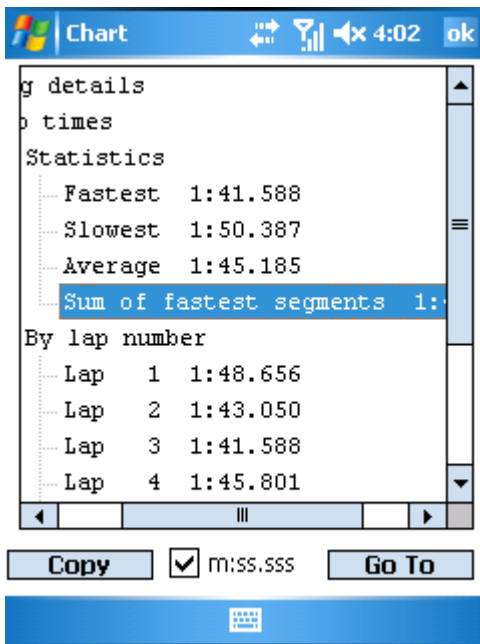 Chart 4:02 ok
g details
times
Statistics
Fastest 1:41.588
Slowest 1:50.387
Average 1:45.185
Sum of fastest segments 1:
By lap number
Lap 1 1:48.656
Lap 2 1:43.050
Lap 3 1:41.588
Lap 4 1:45.801
Copy m:ss.sss Go To